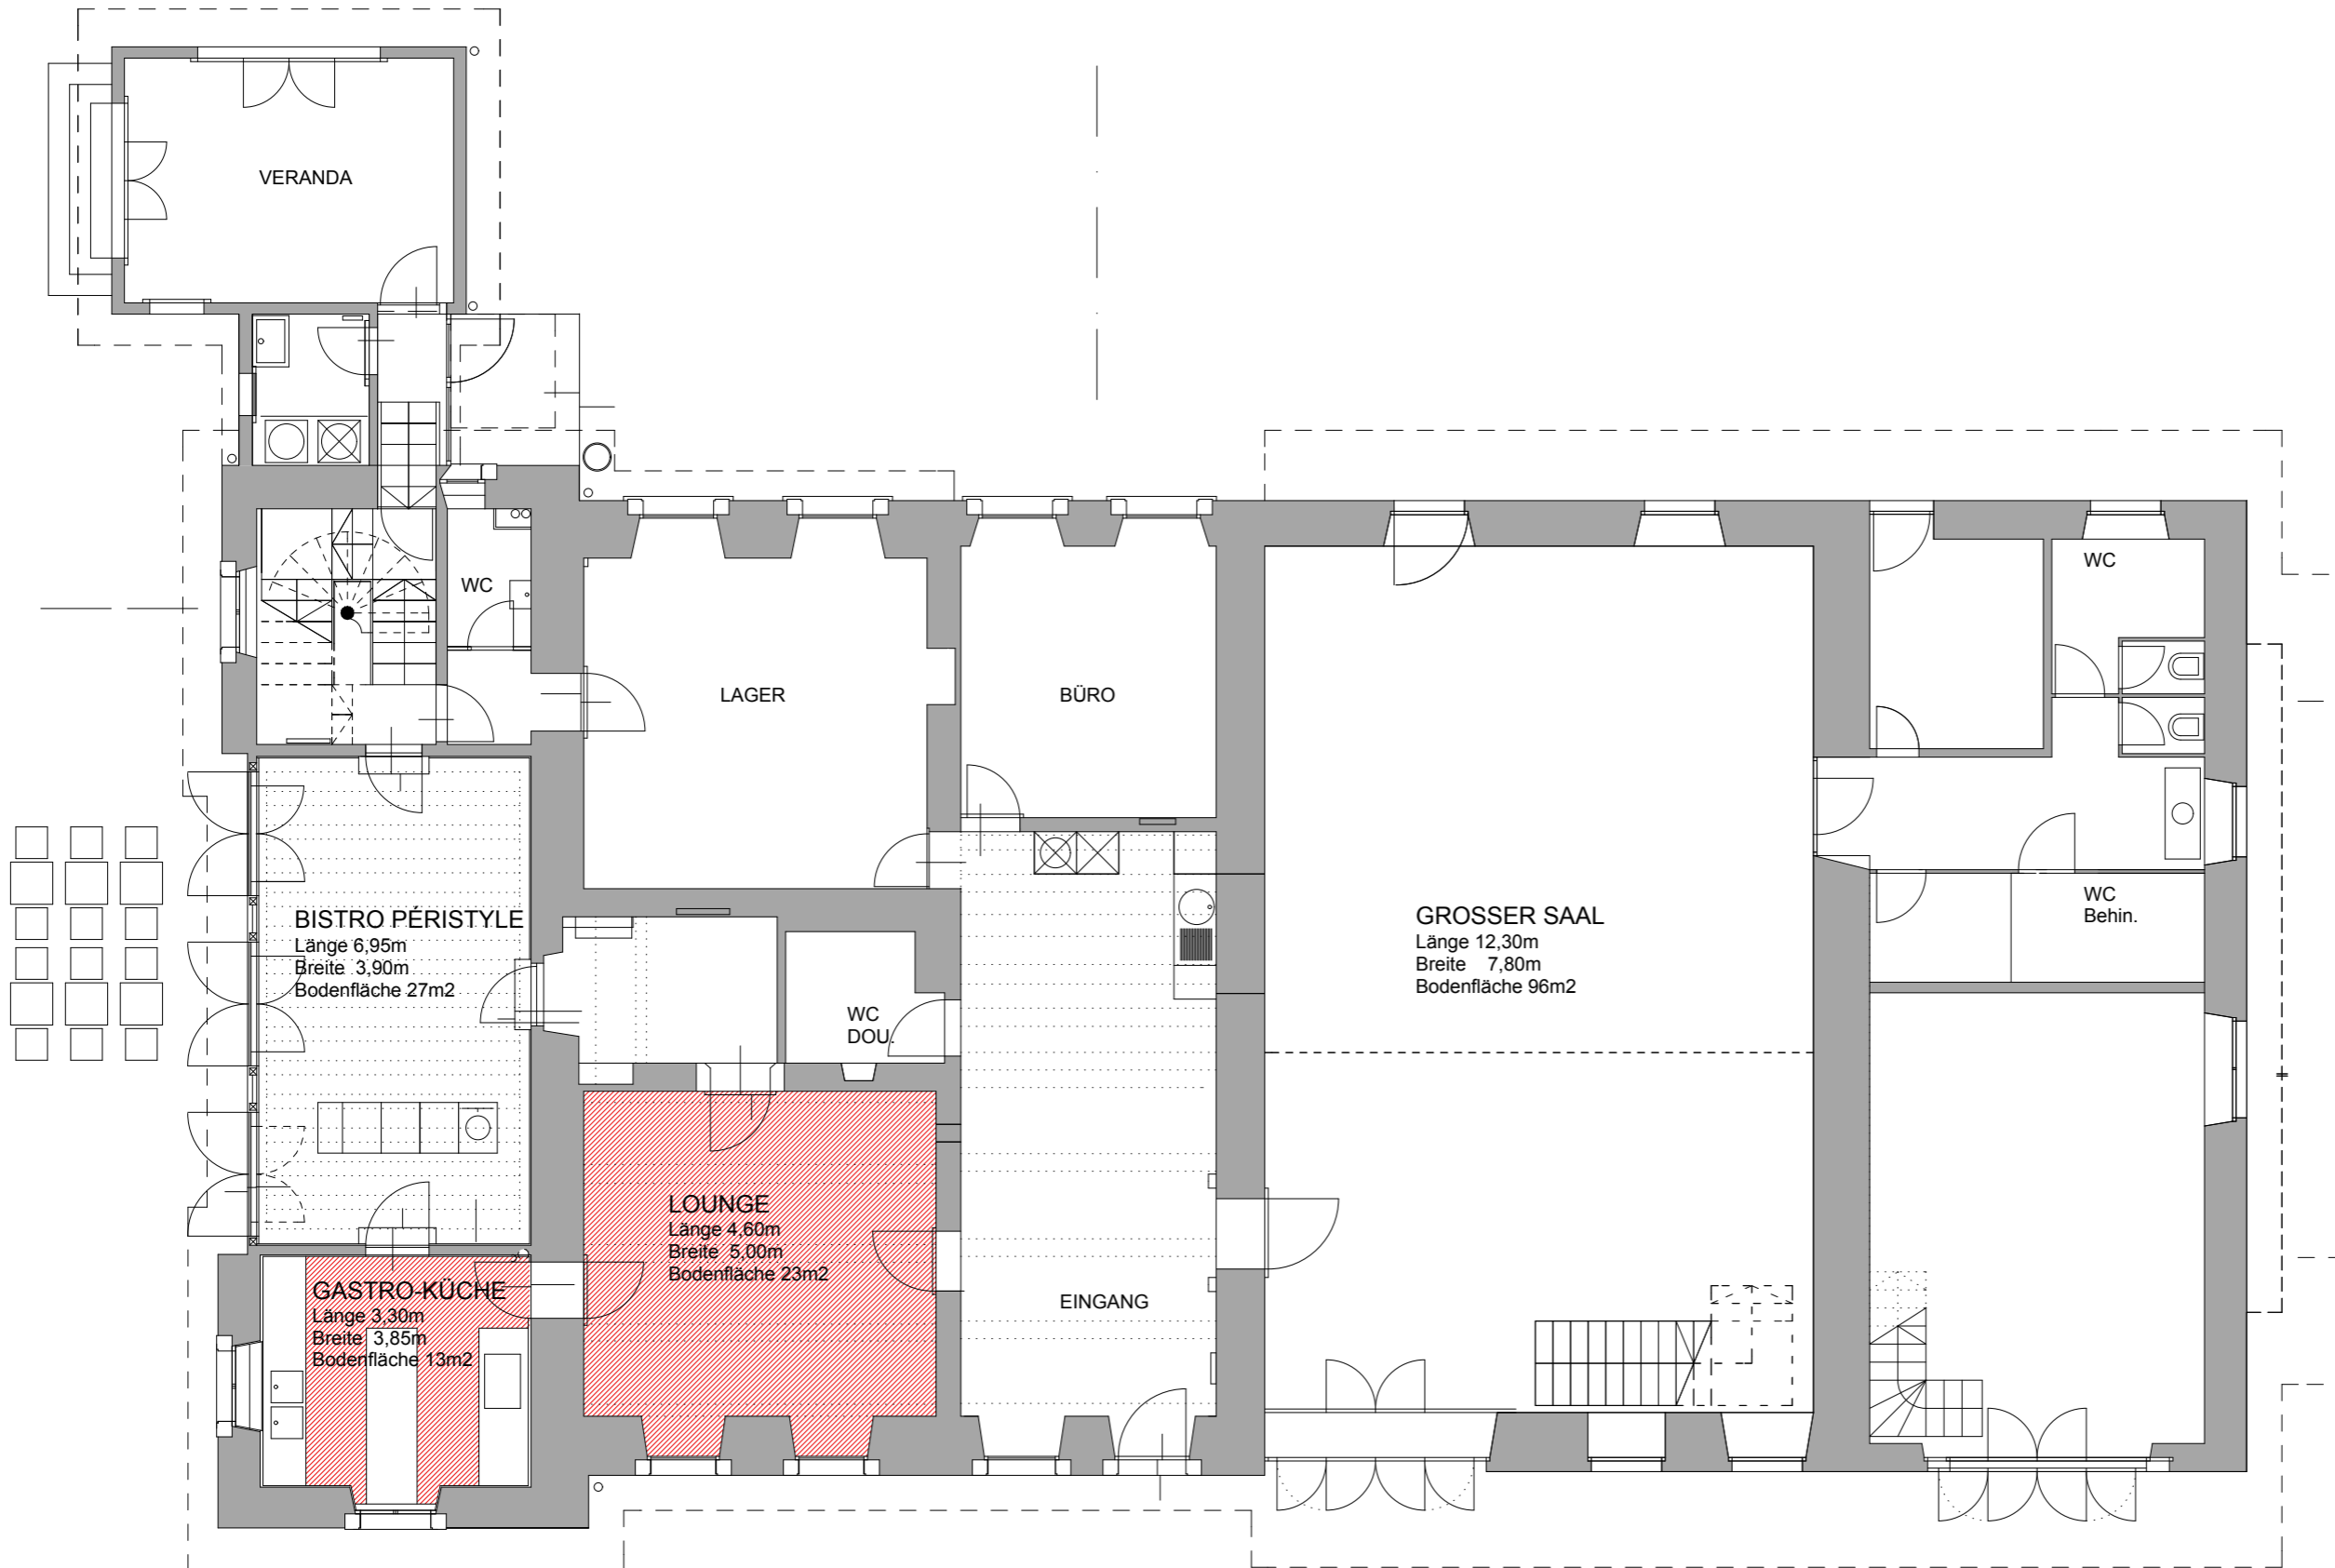 VERANDA
WC
WC
LAGER
BÜRO
BISTRO PÉRISTYLE
Länge 6,95m
Breite 3,90m
Bodenfläche 27m2
GROSSER SAAL
Länge 12,30m
Breite 7,80m
Bodenfläche 96m2
WC
Behin.
WC
DOU.
LOUNGE
Länge 4,60m
Breite 5,00m
Bodenfläche 23m2
GASTRO-KÜCHE
Länge 3,30m
Breite 3,85m
Bodenfläche 13m2
EINGANG